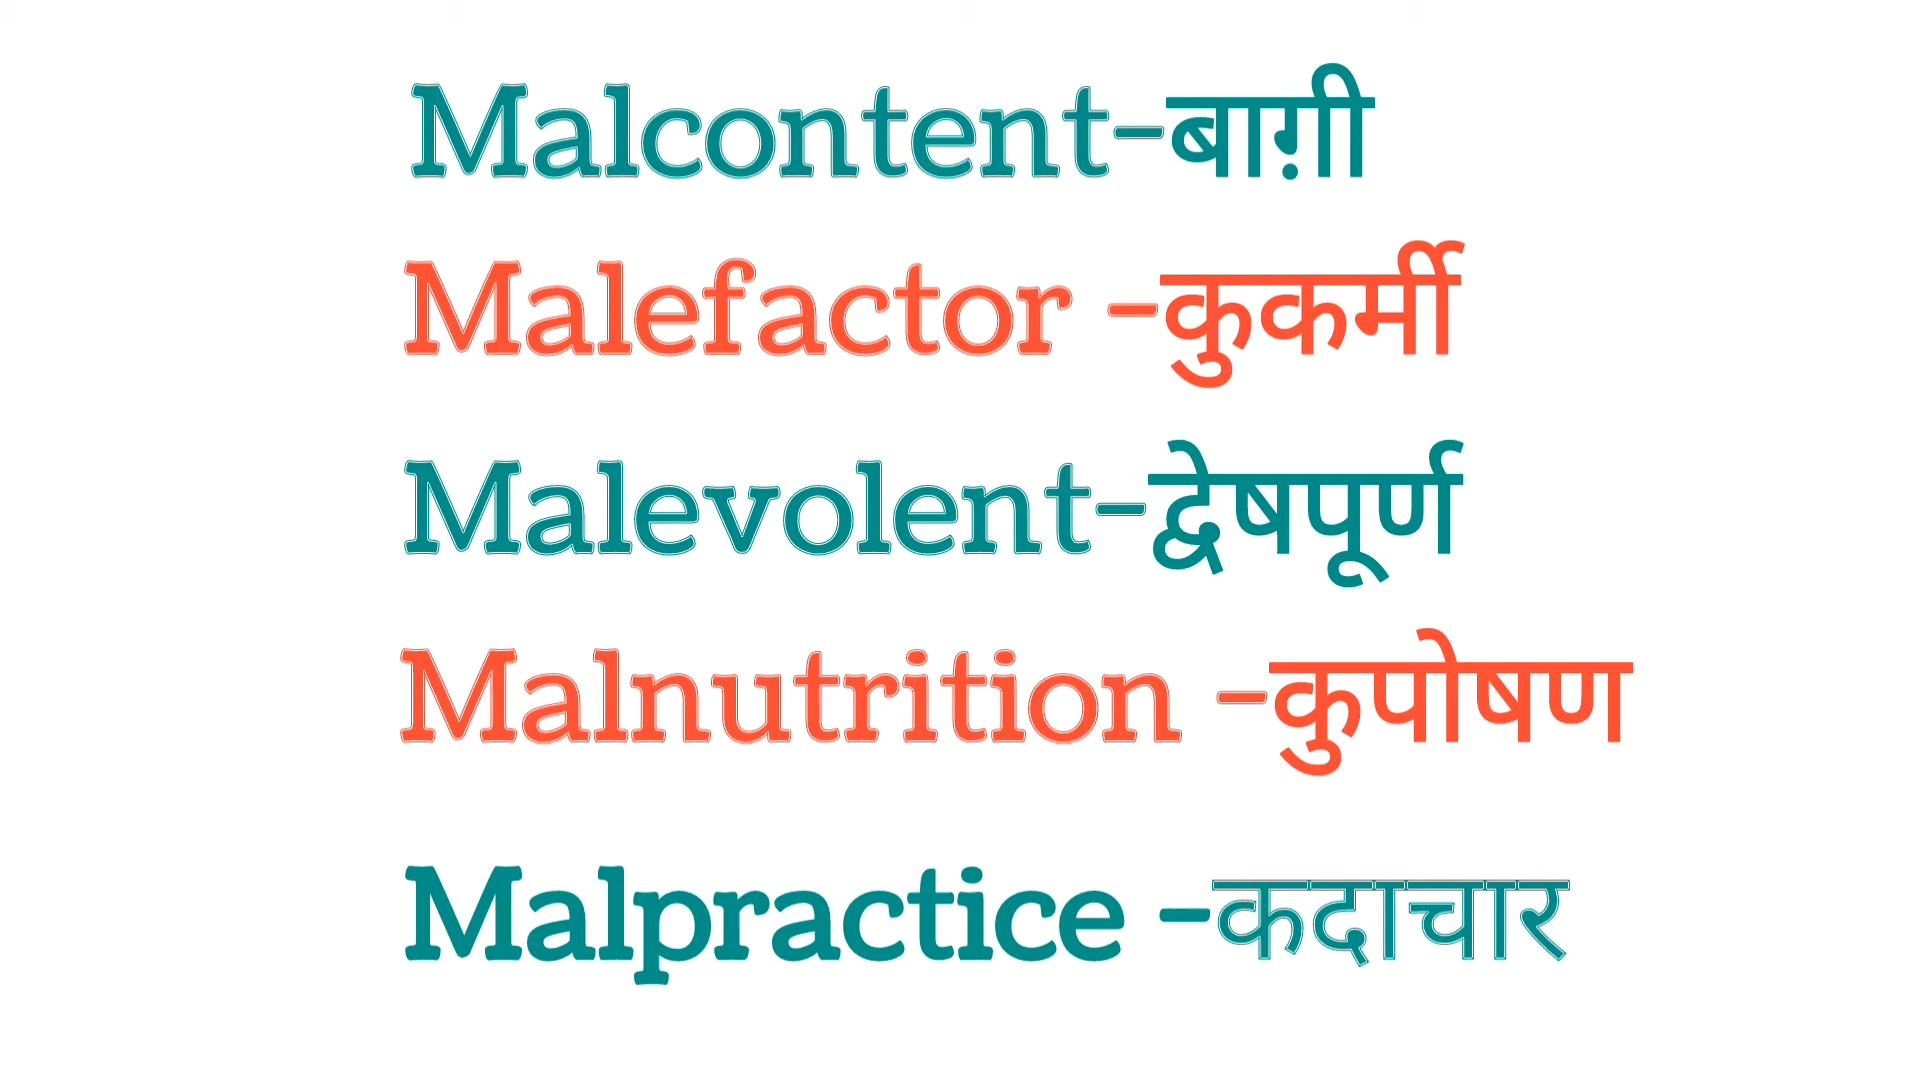 Malcontent-बाग़ी
Malefactor -कुकर्मी
Malevolent-द्वेषपूर्ण
Malnutrition -कुपोषण
Malpractice -कदाचार